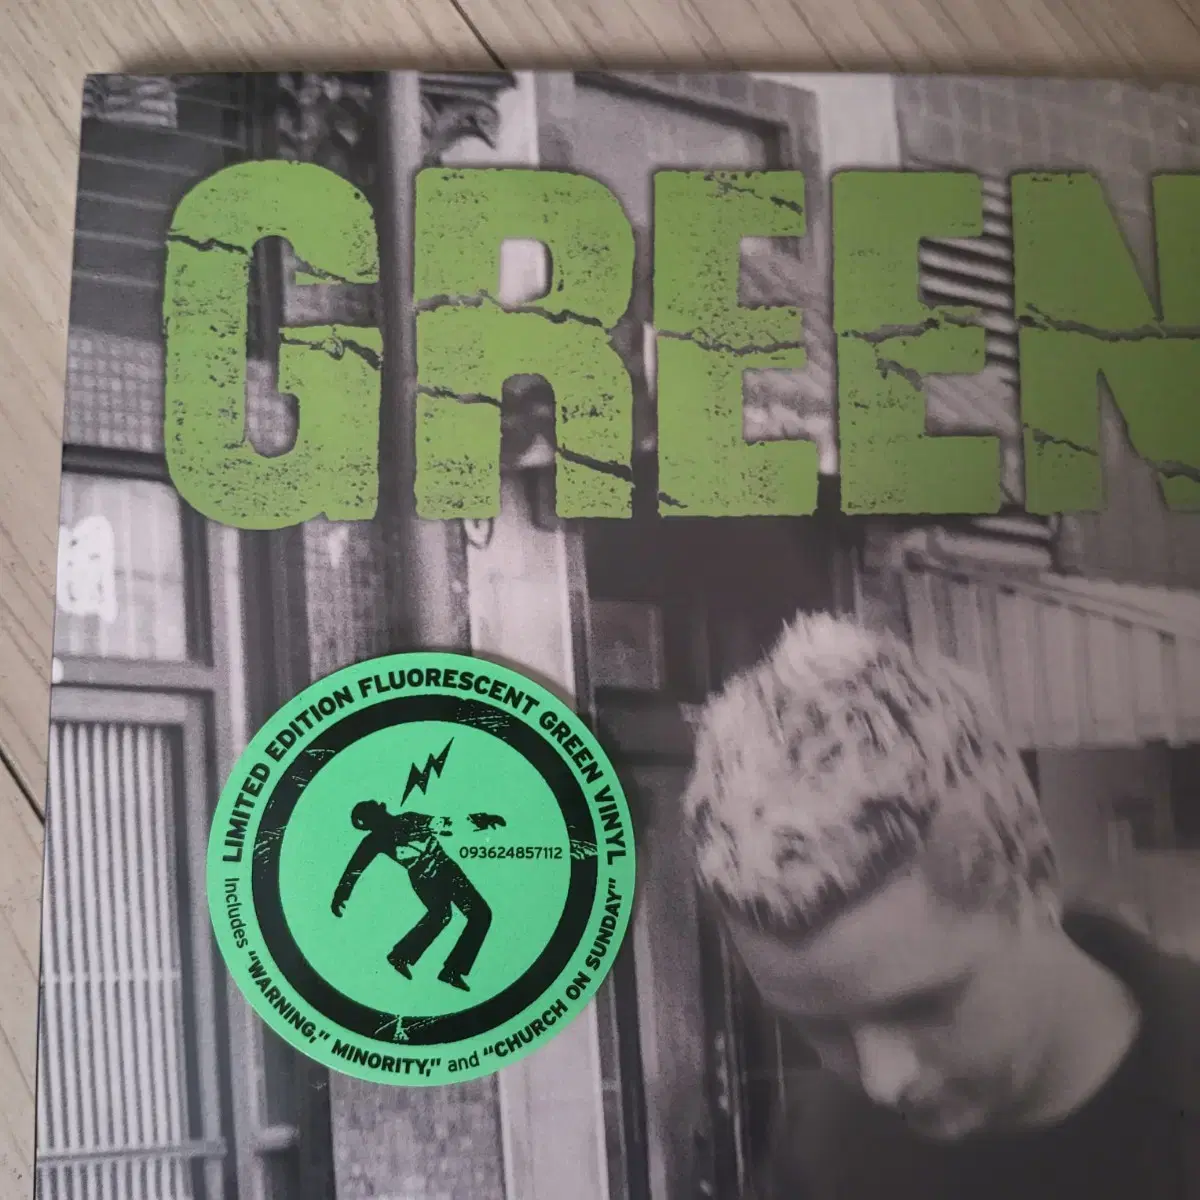 GREEN
LIMITED EDITION FLUORESCENT GREEN VINYL
093624857112
Includes "WARNING," MINORITY," and "CHURCH ON SUNDAY"